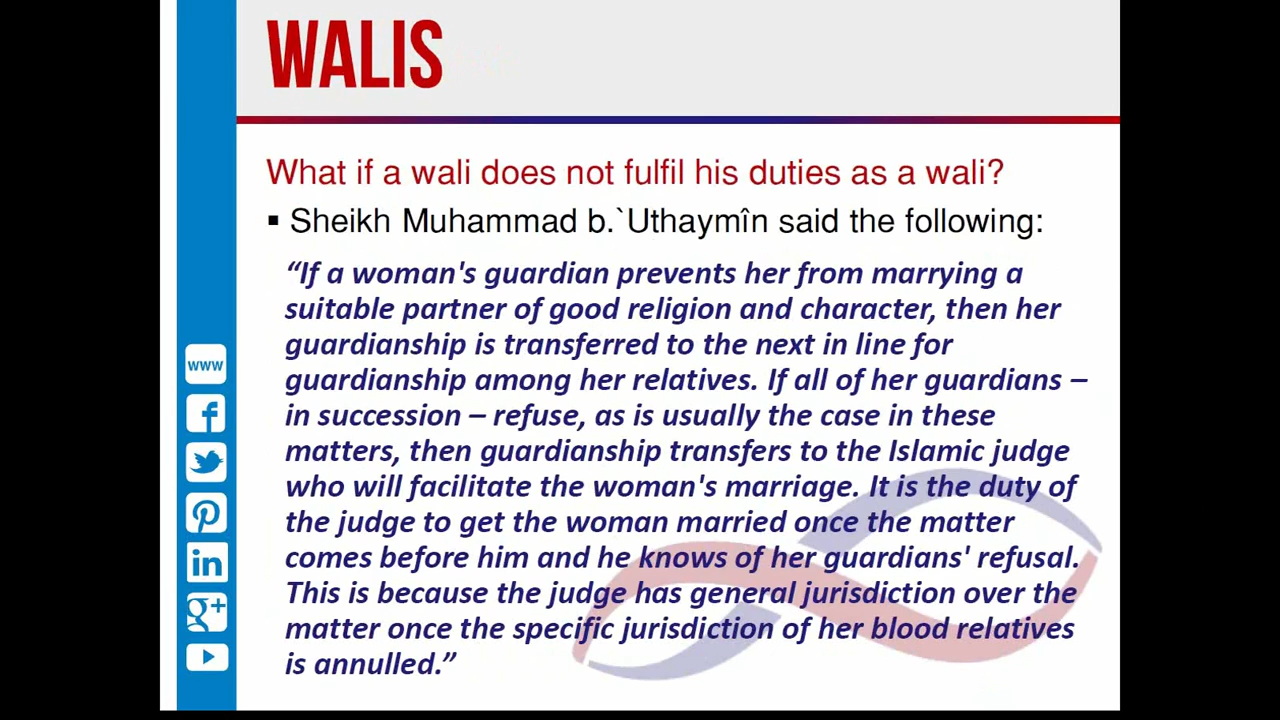 WALIS
What if a wali does not fulfil his duties as a wali?
▪ Sheikh Muhammad b.`Uthaymîn said the following:
“If a woman's guardian prevents her from marrying a
suitable partner of good religion and character, then her
guardianship is transferred to the next in line for
guardianship among her relatives. If all of her guardians –
in succession – refuse, as is usually the case in these
matters, then guardianship transfers to the Islamic judge
who will facilitate the woman's marriage. It is the duty of
the judge to get the woman married once the matter
comes before him and he knows of her guardians' refusal.
This is because the judge has general jurisdiction over the
matter once the specific jurisdiction of her blood relatives
is annulled.”
www
f
in
g+